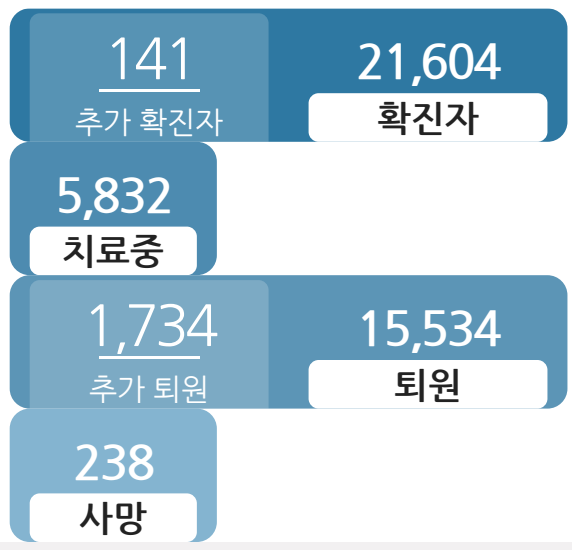 141
추가 확진자
21,604
확진자
5,832
치료중
1,734
추가 퇴원
15,534
퇴원
238
사망